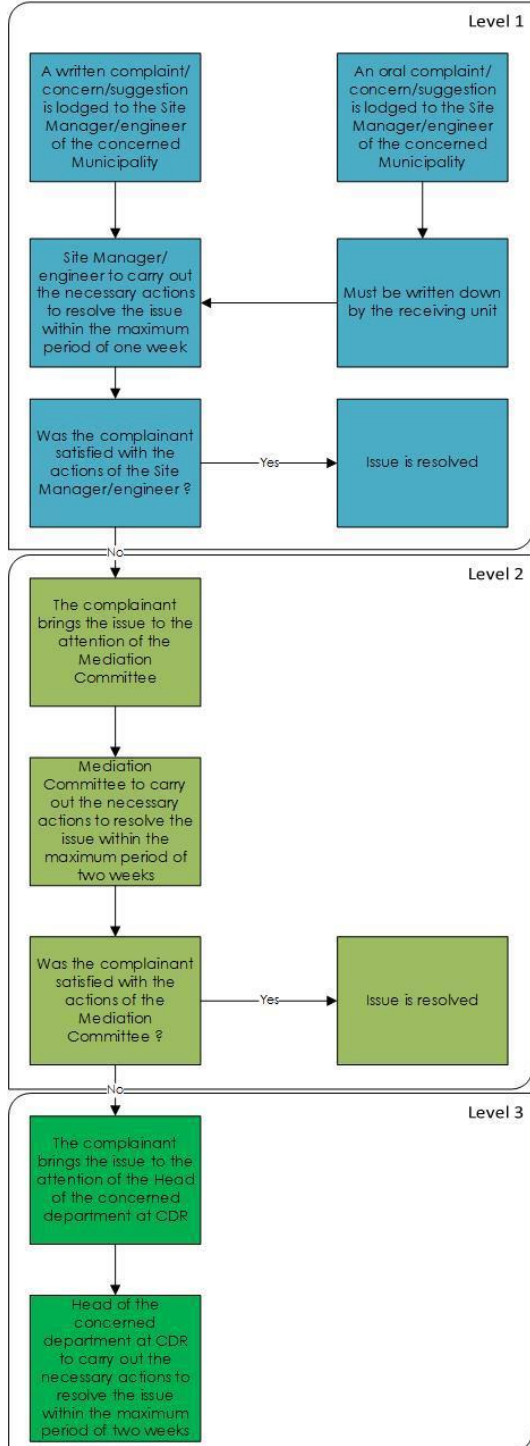 Level 1
A written complaint/
concern/suggestion
is lodged to the Site
Manager/engineer
of the concerned
Municipality
An oral complaint/
concern/suggestion
is lodged to the Site
Manager/engineer
of the concerned
Municipality
Site Manager/
engineer to carry out
the necessary actions
to resolve the issue
within the maximum
period of one week
Must be written down
by the receiving unit
Was the complainant
satisfied with the
actions of the Site
Manager/engineer ?
Yes
Issue is resolved
No
Level 2
The complainant
brings the issue to the
attention of the
Mediation
Committee
Mediation
Committee to carry
out the necessary
actions to resolve the
issue within the
maximum period of
two weeks
Was the complainant
satisfied with the
actions of the
Mediation
Committee ?
Yes
Issue is resolved
No
Level 3
The complainant
brings the issue to the
attention of the Head
of the concerned
department at CDR
Head of the
concerned
department at CDR
to carry out the
necessary actions to
resolve the issue
within the maximum
period of two weeks